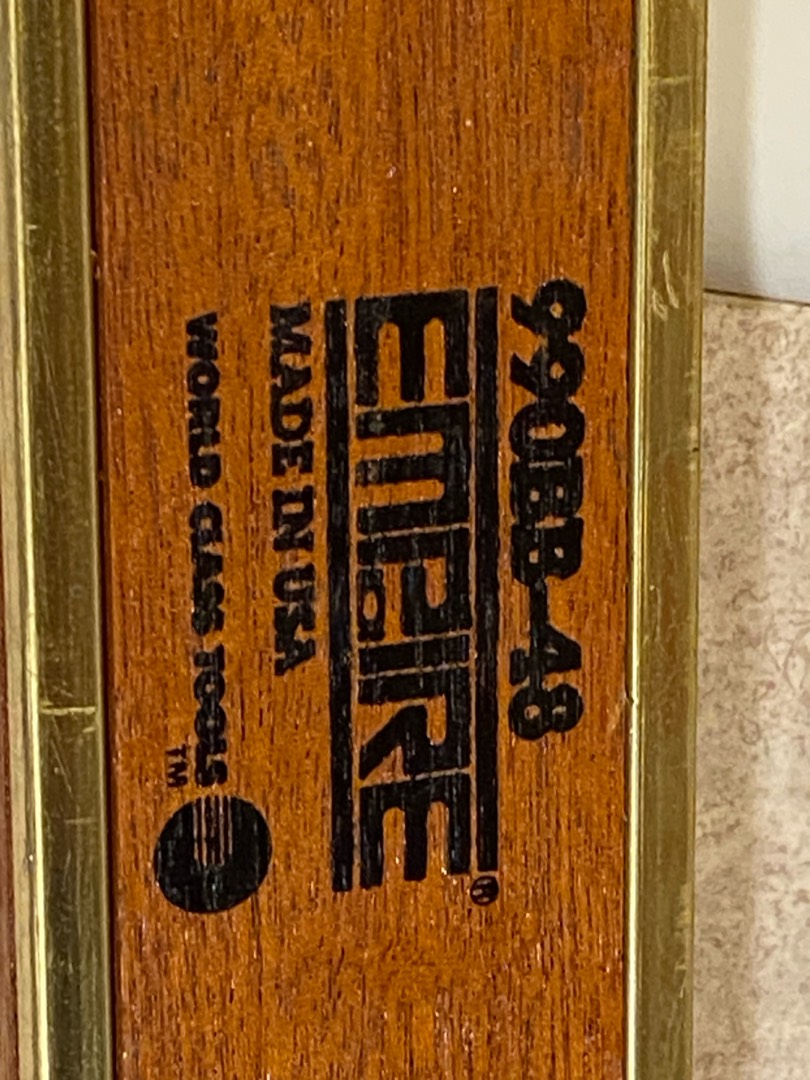 990BB-48
EMPIRE®
MADE IN USA
WORLD CLASS TOOLS™